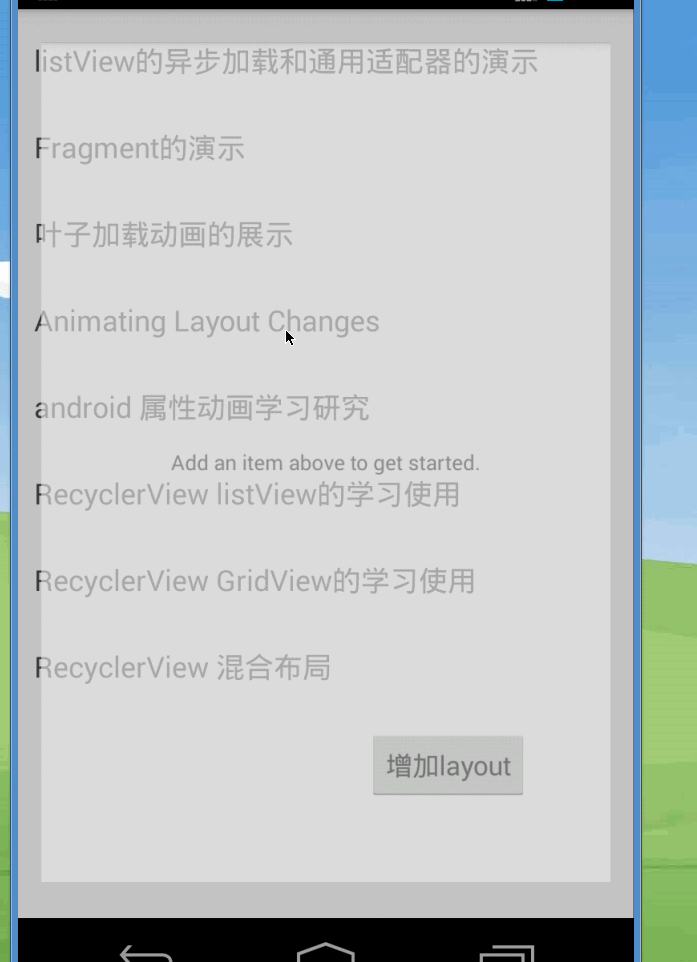 listView的异步加载和通用适配器的演示
Fragment的演示
叶子加载动画的展示
Animating Layout Changes
android 属性动画学习研究
Add an item above to get started.
RecyclerView listView的学习使用
RecyclerView GridView的学习使用
RecyclerView 混合布局
增加layout